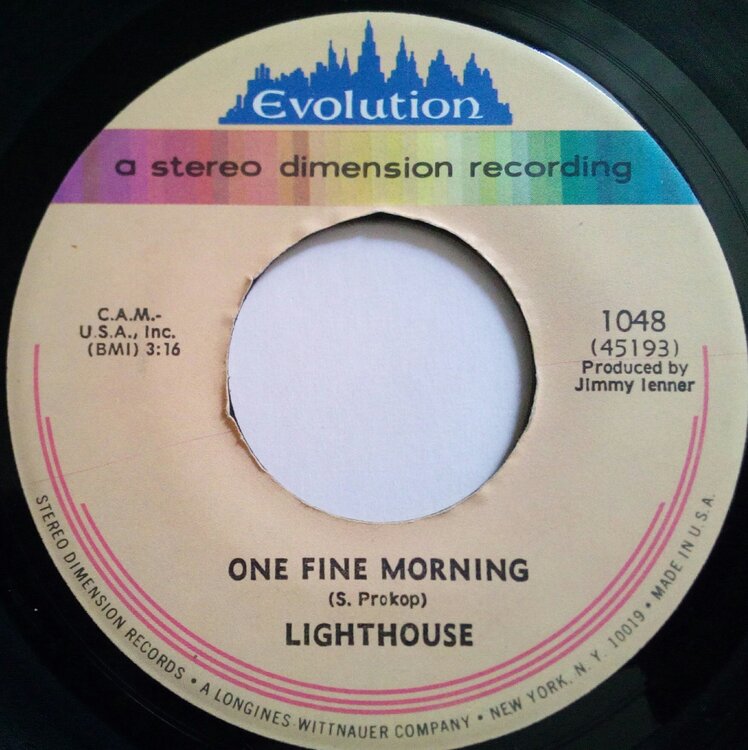 Evolution
a stereo dimension recording
C.A.M.-
U.S.A., Inc.
(BMI) 3:16
1048
(45193)
Produced by
Jimmy Ienner
ONE FINE MORNING
(S. Prokop)
LIGHTHOUSE
STEREO DIMENSION RECORDS • A LONGINES WITTNAUER COMPANY • NEW YORK, N. Y. 10019 • MADE IN U.S.A.